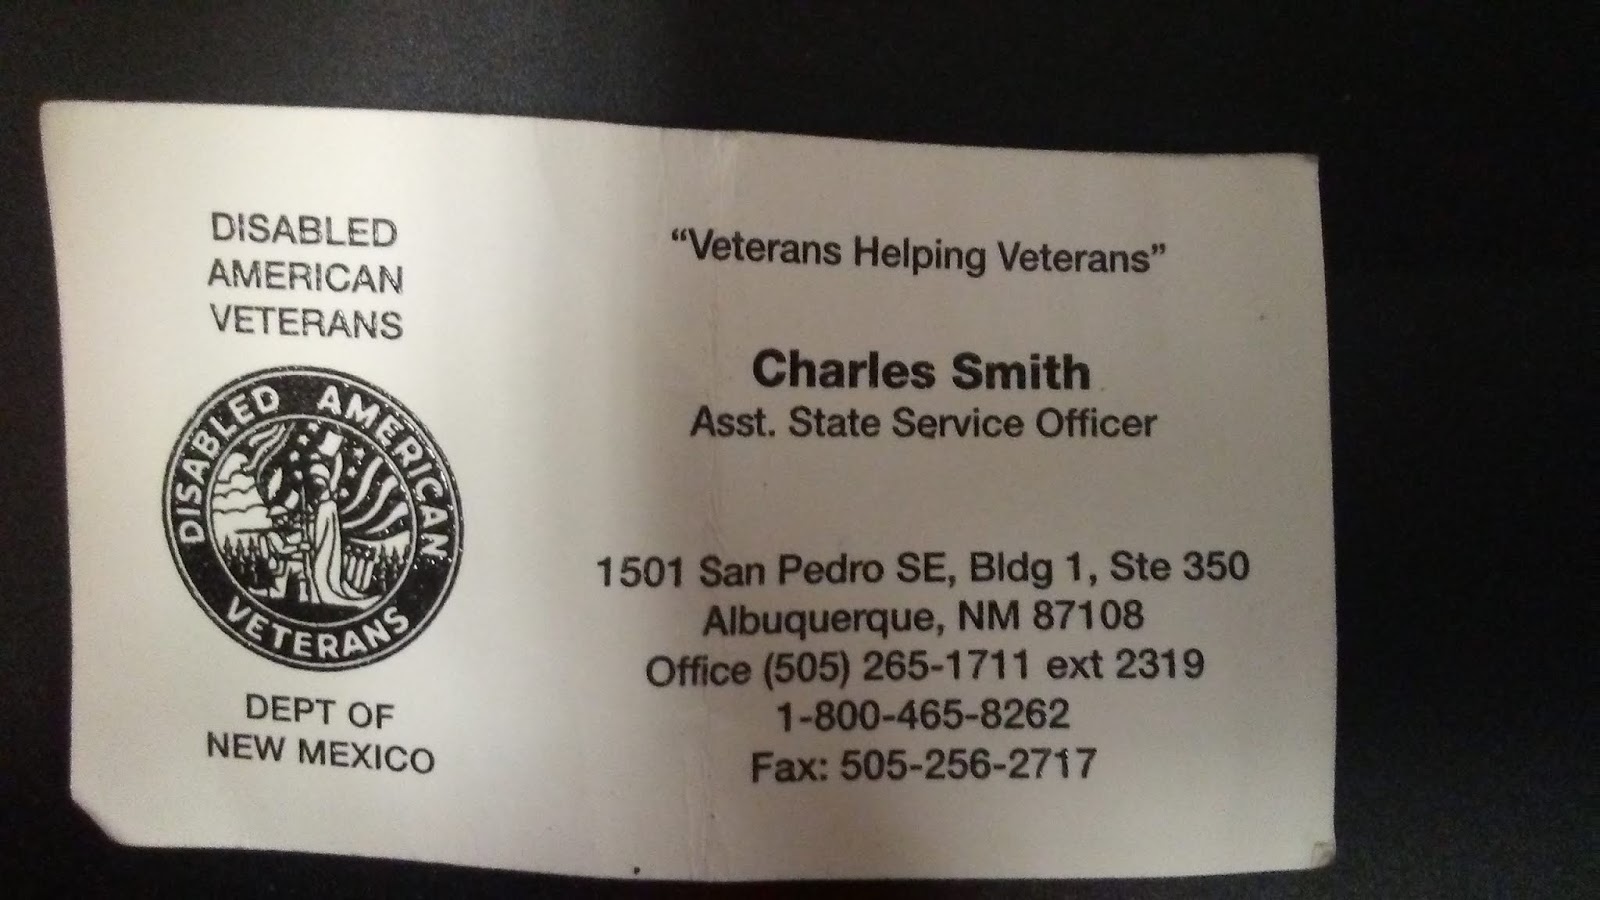 DISABLED
AMERICAN
VETERANS
DISABLED AMERICAN
VETERANS
DEPT OF
NEW MEXICO
“Veterans Helping Veterans”
Charles Smith
Asst. State Service Officer
1501 San Pedro SE, Bldg 1, Ste 350
Albuquerque, NM 87108
Office (505) 265-1711 ext 2319
1-800-465-8262
Fax: 505-256-2717